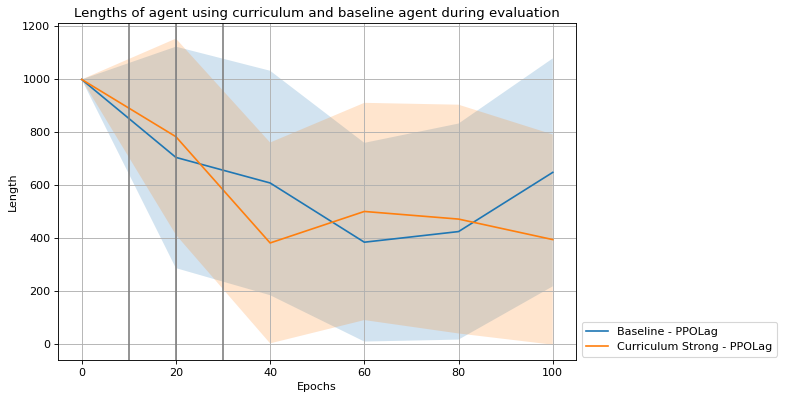 Lengths of agent using curriculum and baseline agent during evaluation
1200
1000
800
600
400
200
0
Length
0 20 40 60 80 100
Epochs
Baseline - PPOLag
Curriculum Strong - PPOLag